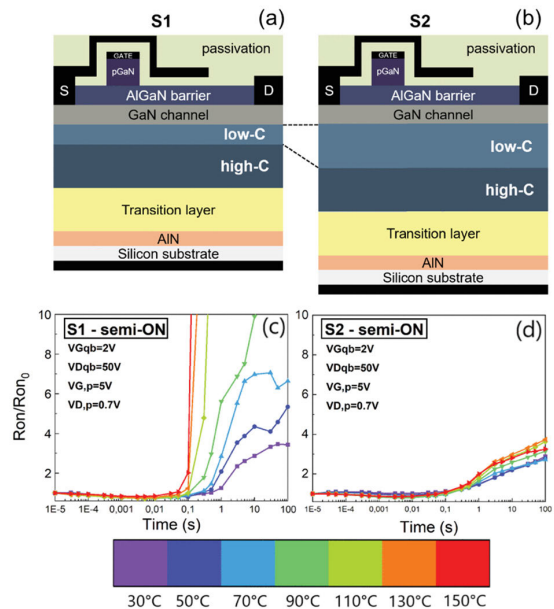 S1
(a)
GATE
pGaN
passivation
S
D
AlGaN barrier
GaN channel
low-C
high-C
Transition layer
AlN
Silicon substrate
S2
(b)
GATE
pGaN
passivation
S
D
AlGaN barrier
GaN channel
low-C
high-C
Transition layer
AlN
Silicon substrate
S1 - semi-ON
(c)
VGqb=2V
VDqb=50V
VG,p=5V
VD,p=0.7V
Ron/Ron0
10
8
6
4
2
1E-5 1E-4 0,001 0,01 0,1 1 10 100
Time (s)
S2 - semi-ON
(d)
VGqb=2V
VDqb=50V
VG,p=5V
VD,p=0.7V
1E-5 1E-4 0,001 0,01 0,1 1 10 100
Time (s)
30°C 50°C 70°C 90°C 110°C 130°C 150°C